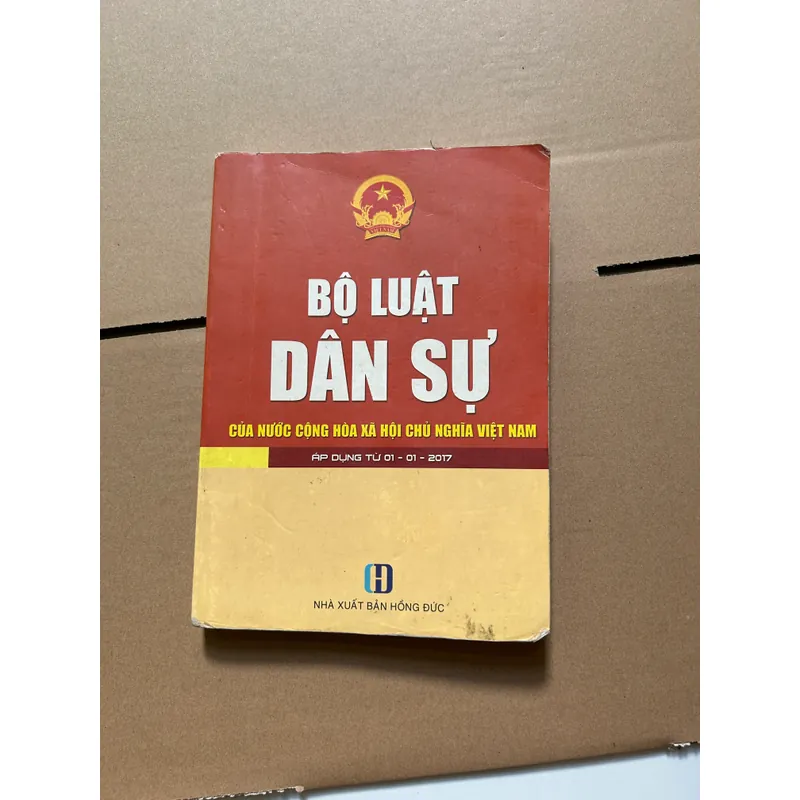 BỘ LUẬT
DÂN SỰ
CỦA NƯỚC CỘNG HÒA XÃ HỘI CHỦ NGHĨA VIỆT NAM
ÁP DỤNG TỪ 01 - 01 - 2017
NHÀ XUẤT BẢN HỒNG ĐỨC